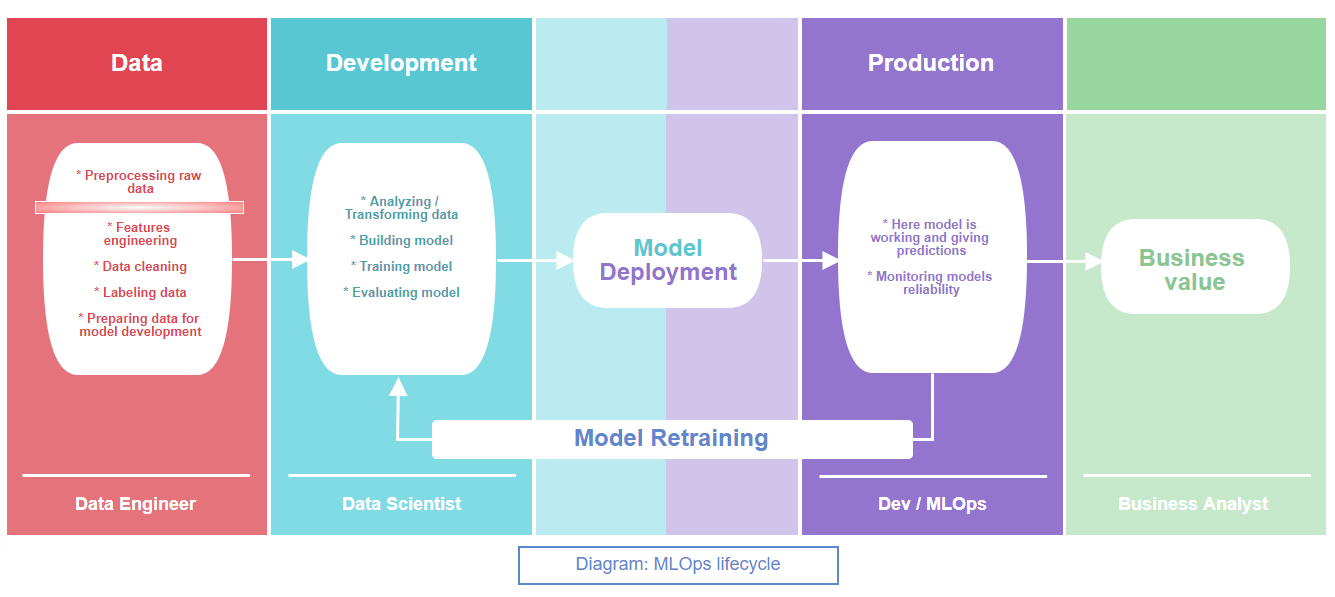 Data
Development
Production
* Preprocessing raw
data
* Features
engineering
* Data cleaning
* Labeling data
* Preparing data for
model development
* Analyzing /
Transforming data
* Building model
* Training model
* Evaluating model
Model
Deployment
* Here model is
working and giving
predictions
* Monitoring models
reliability
Business
value
Model Retraining
Data Engineer
Data Scientist
Dev / MLOps
Business Analyst
Diagram: MLOps lifecycle